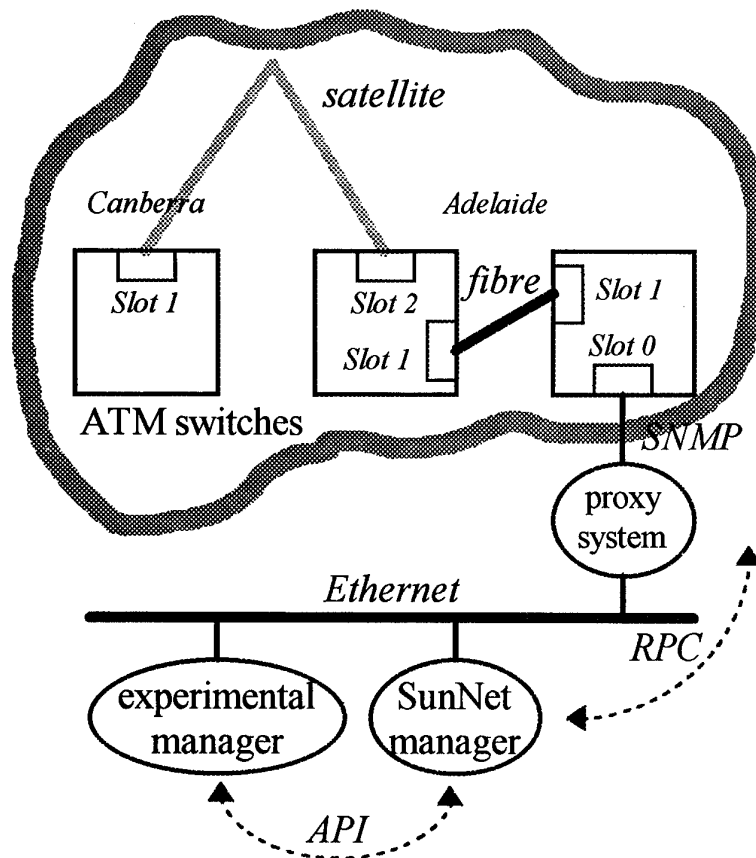 satellite
Canberra
Adelaide
Slot 1
Slot 2
fibre
Slot 1
Slot 1
Slot 0
ATM switches
SNMP
proxy
system
Ethernet
RPC
experimental
manager
SunNet
manager
API